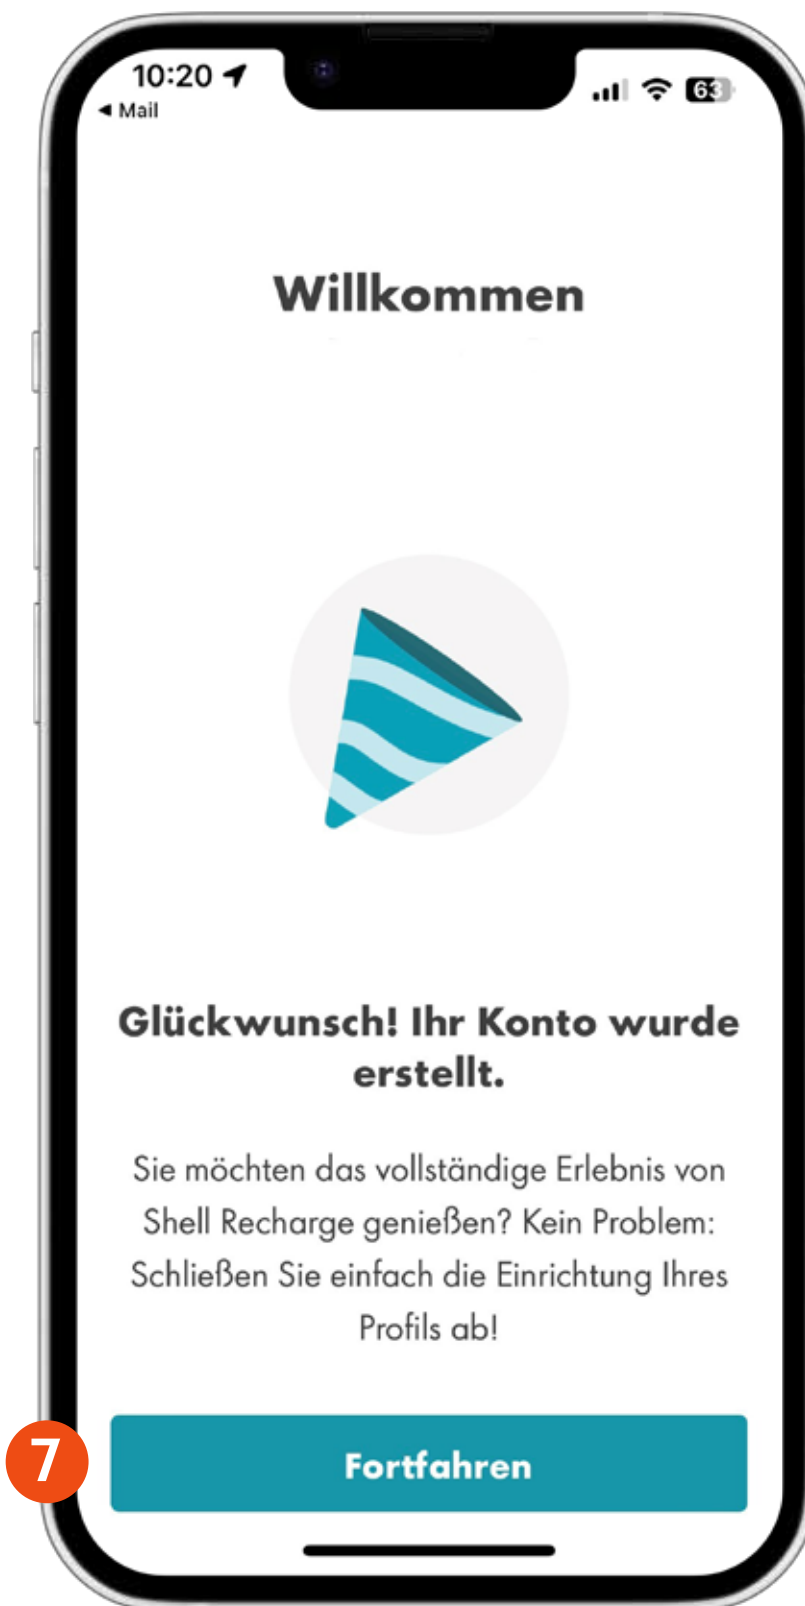 10:20
63
◀ Mail
Willkommen
Glückwunsch! Ihr Konto wurde
erstellt.
Sie möchten das vollständige Erlebnis von
Shell Recharge genießen? Kein Problem:
Schließen Sie einfach die Einrichtung Ihres
Profils ab!
7
Fortfahren